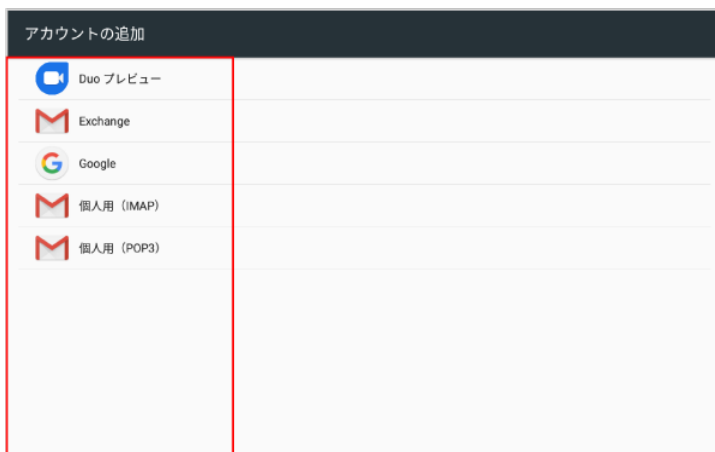 アカウントの追加
Duo プレビュー
Exchange
Google
個人用（IMAP）
個人用（POP3）